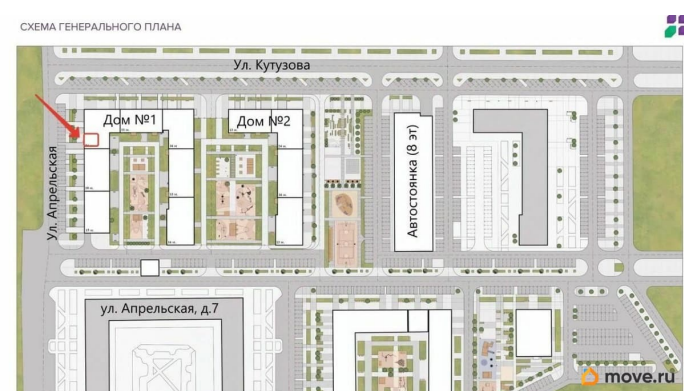 СХЕМА ГЕНЕРАЛЬНОГО ПЛАНА
Ул. Кутузова
Дом №1
Дом №2
Автостоянка (8 эт)
Ул. Апрельская
ул. Апрельская, д.7
move.ru